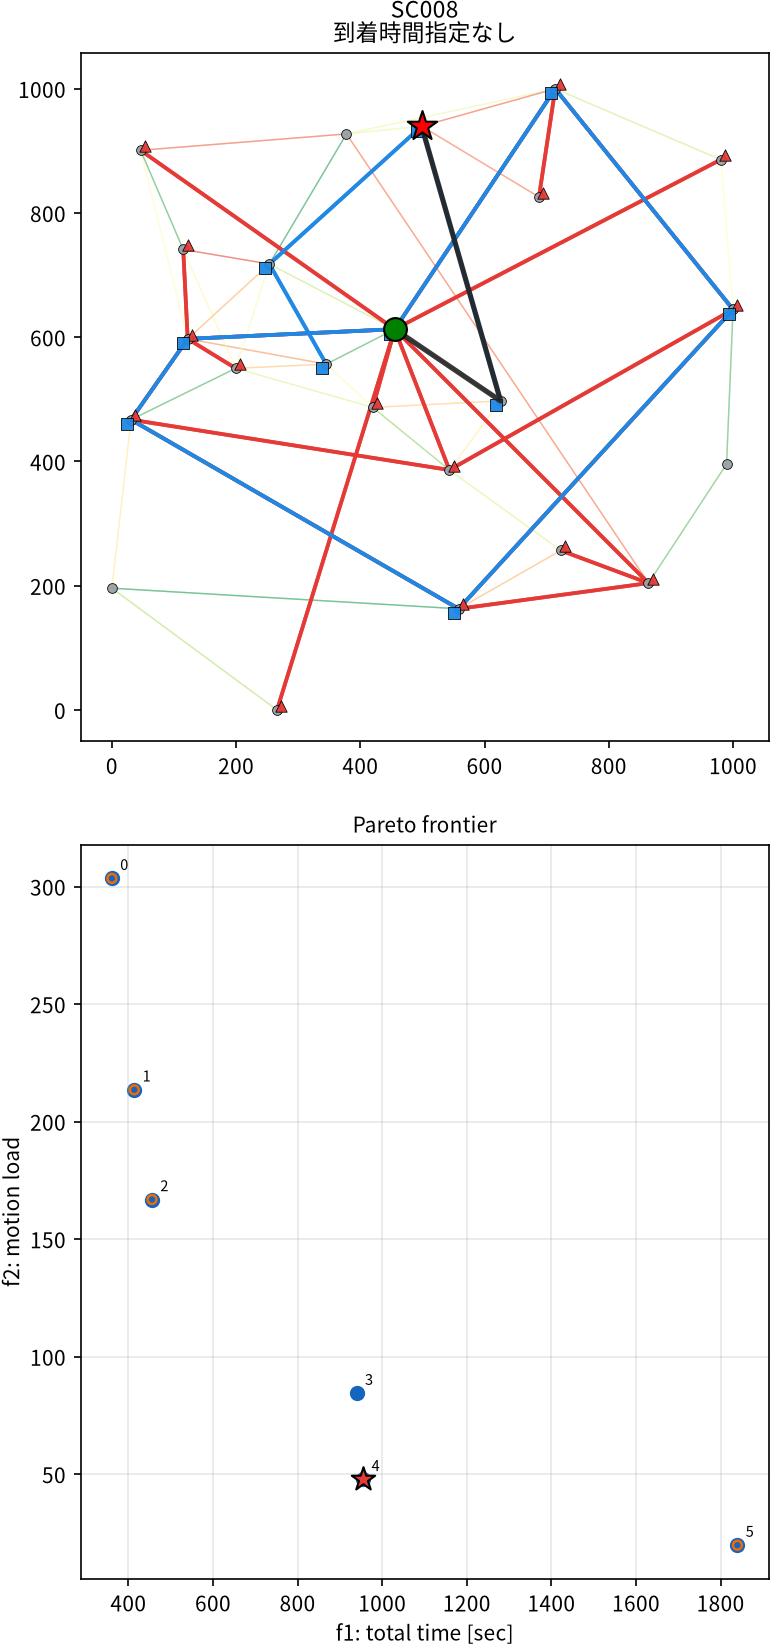 SC008
到着時間指定なし
1000
800
600
400
200
0
0 200 400 600 800 1000
Pareto frontier
f2: motion load
300
250
200
150
100
50
0
1
2
3
4
5
400 600 800 1000 1200 1400 1600 1800
f1: total time [sec]